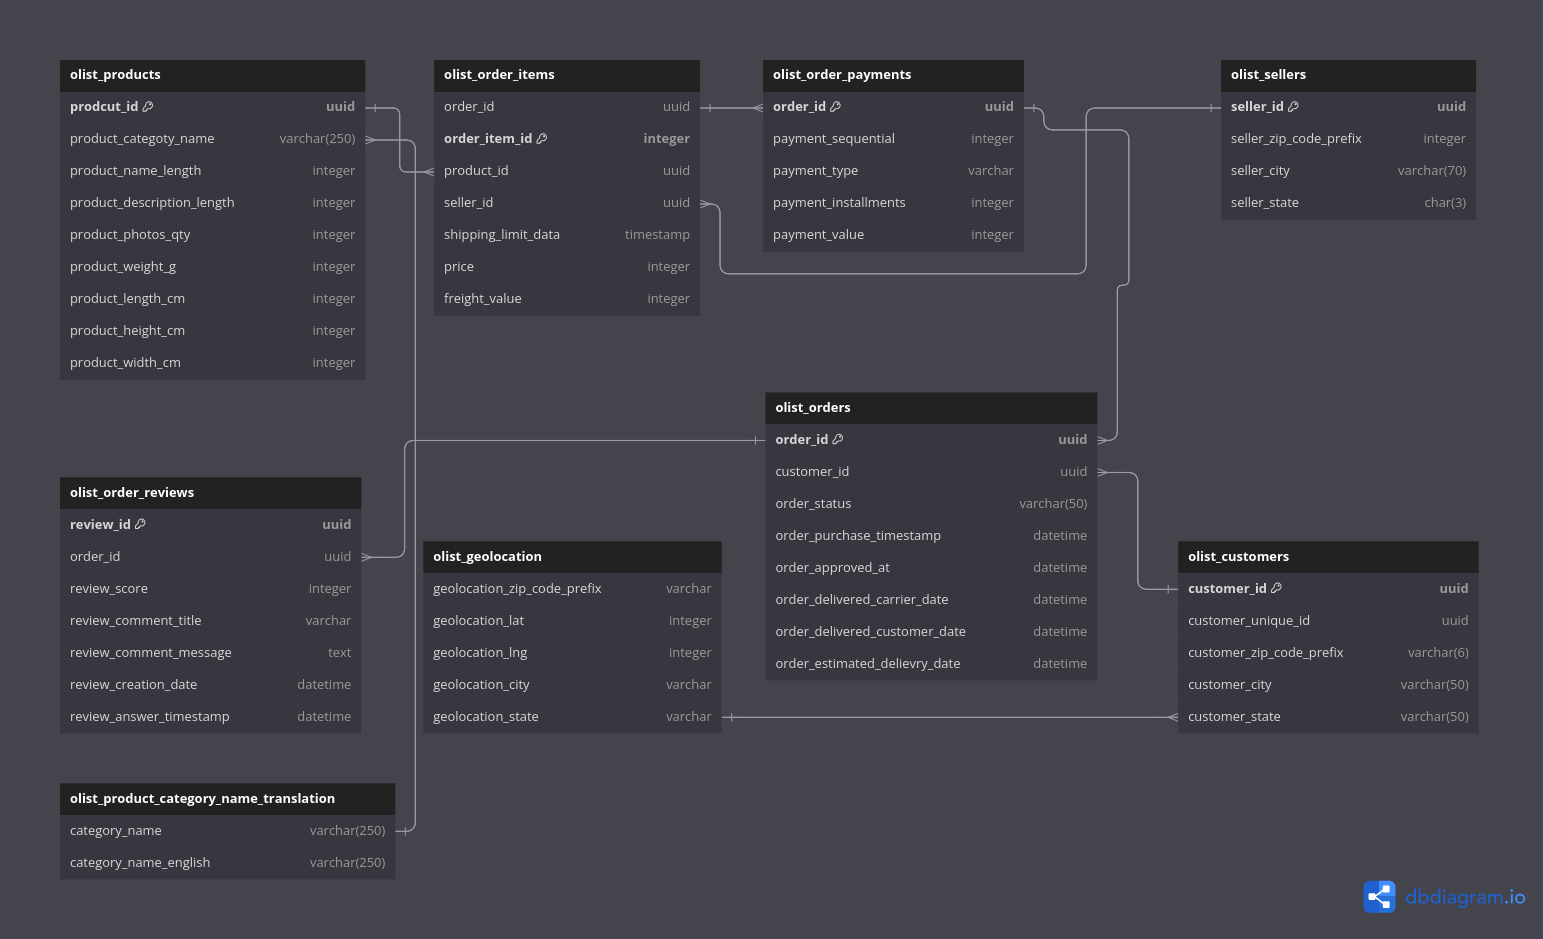 olist_products
prodcut_id uuid
product_categoty_name varchar(250)
product_name_length integer
product_description_length integer
product_photos_qty integer
product_weight_g integer
product_length_cm integer
product_height_cm integer
product_width_cm integer
olist_order_items
order_id uuid
order_item_id integer
product_id uuid
seller_id uuid
shipping_limit_data timestamp
price integer
freight_value integer
olist_order_payments
order_id uuid
payment_sequential integer
payment_type varchar
payment_installments integer
payment_value integer
olist_sellers
seller_id uuid
seller_zip_code_prefix integer
seller_city varchar(70)
seller_state char(3)
olist_orders
order_id uuid
customer_id uuid
order_status varchar(50)
order_purchase_timestamp datetime
order_approved_at datetime
order_delivered_carrier_date datetime
order_delivered_customer_date datetime
order_estimated_delievry_date datetime
olist_order_reviews
review_id uuid
order_id uuid
review_score integer
review_comment_title varchar
review_comment_message text
review_creation_date datetime
review_answer_timestamp datetime
olist_geolocation
geolocation_zip_code_prefix varchar
geolocation_lat integer
geolocation_lng integer
geolocation_city varchar
geolocation_state varchar
olist_customers
customer_id uuid
customer_unique_id uuid
customer_zip_code_prefix varchar(6)
customer_city varchar(50)
customer_state varchar(50)
olist_product_category_name_translation
category_name varchar(250)
category_name_english varchar(250)
dbdiagram.io